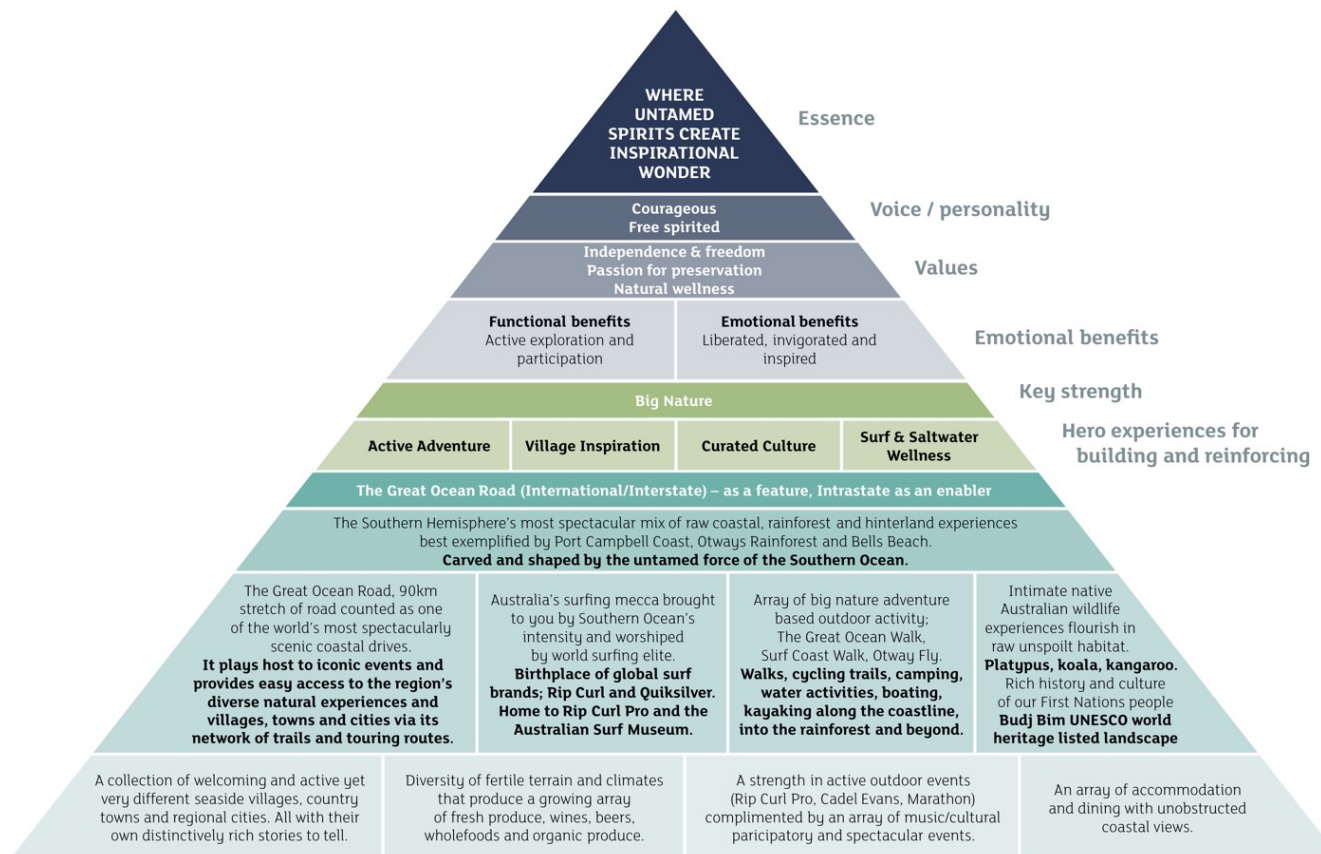 WHERE
UNTAMED
SPIRITS CREATE
INSPIRATIONAL
WONDER
Essence
Courageous
Free spirited
Voice / personality
Independence & freedom
Passion for preservation
Natural wellness
Values
Functional benefits
Active exploration and
participation
Emotional benefits
Liberated, invigorated and
inspired
Emotional benefits
Big Nature
Key strength
Active Adventure
Village Inspiration
Curated Culture
Surf & Saltwater
Wellness
Hero experiences for
building and reinforcing
The Great Ocean Road (International/Interstate) – as a feature, Intrastate as an enabler
The Southern Hemisphere's most spectacular mix of raw coastal, rainforest and hinterland experiences
best exemplified by Port Campbell Coast, Otways Rainforest and Bells Beach.
Carved and shaped by the untamed force of the Southern Ocean.
The Great Ocean Road, 90km
stretch of road counted as one
of the world's most spectacularly
scenic coastal drives.
It plays host to iconic events and
provides easy access to the region's
diverse natural experiences and
villages, towns and cities via its
network of trails and touring routes.
Australia's surfing mecca brought
to you by Southern Ocean's
intensity and worshiped
by world surfing elite.
Birthplace of global surf
brands; Rip Curl and Quiksilver.
Home to Rip Curl Pro and the
Australian Surf Museum.
Array of big nature adventure
based outdoor activity;
The Great Ocean Walk,
Surf Coast Walk, Otway Fly.
Walks, cycling trails, camping,
water activities, boating,
kayaking along the coastline,
into the rainforest and beyond.
Intimate native
Australian wildlife
experiences flourish in
raw unspoilt habitat.
Platypus, koala, kangaroo.
Rich history and culture
of our First Nations people
Budj Bim UNESCO world
heritage listed landscape
A collection of welcoming and active yet
very different seaside villages, country
towns and regional cities. All with their
own distinctively rich stories to tell.
Diversity of fertile terrain and climates
that produce a growing array
of fresh produce, wines, beers,
wholefoods and organic produce.
A strength in active outdoor events
(Rip Curl Pro, Cadel Evans, Marathon)
complimented by an array of music/cultural
paricipatory and spectacular events.
An array of accommodation
and dining with unobstructed
coastal views.